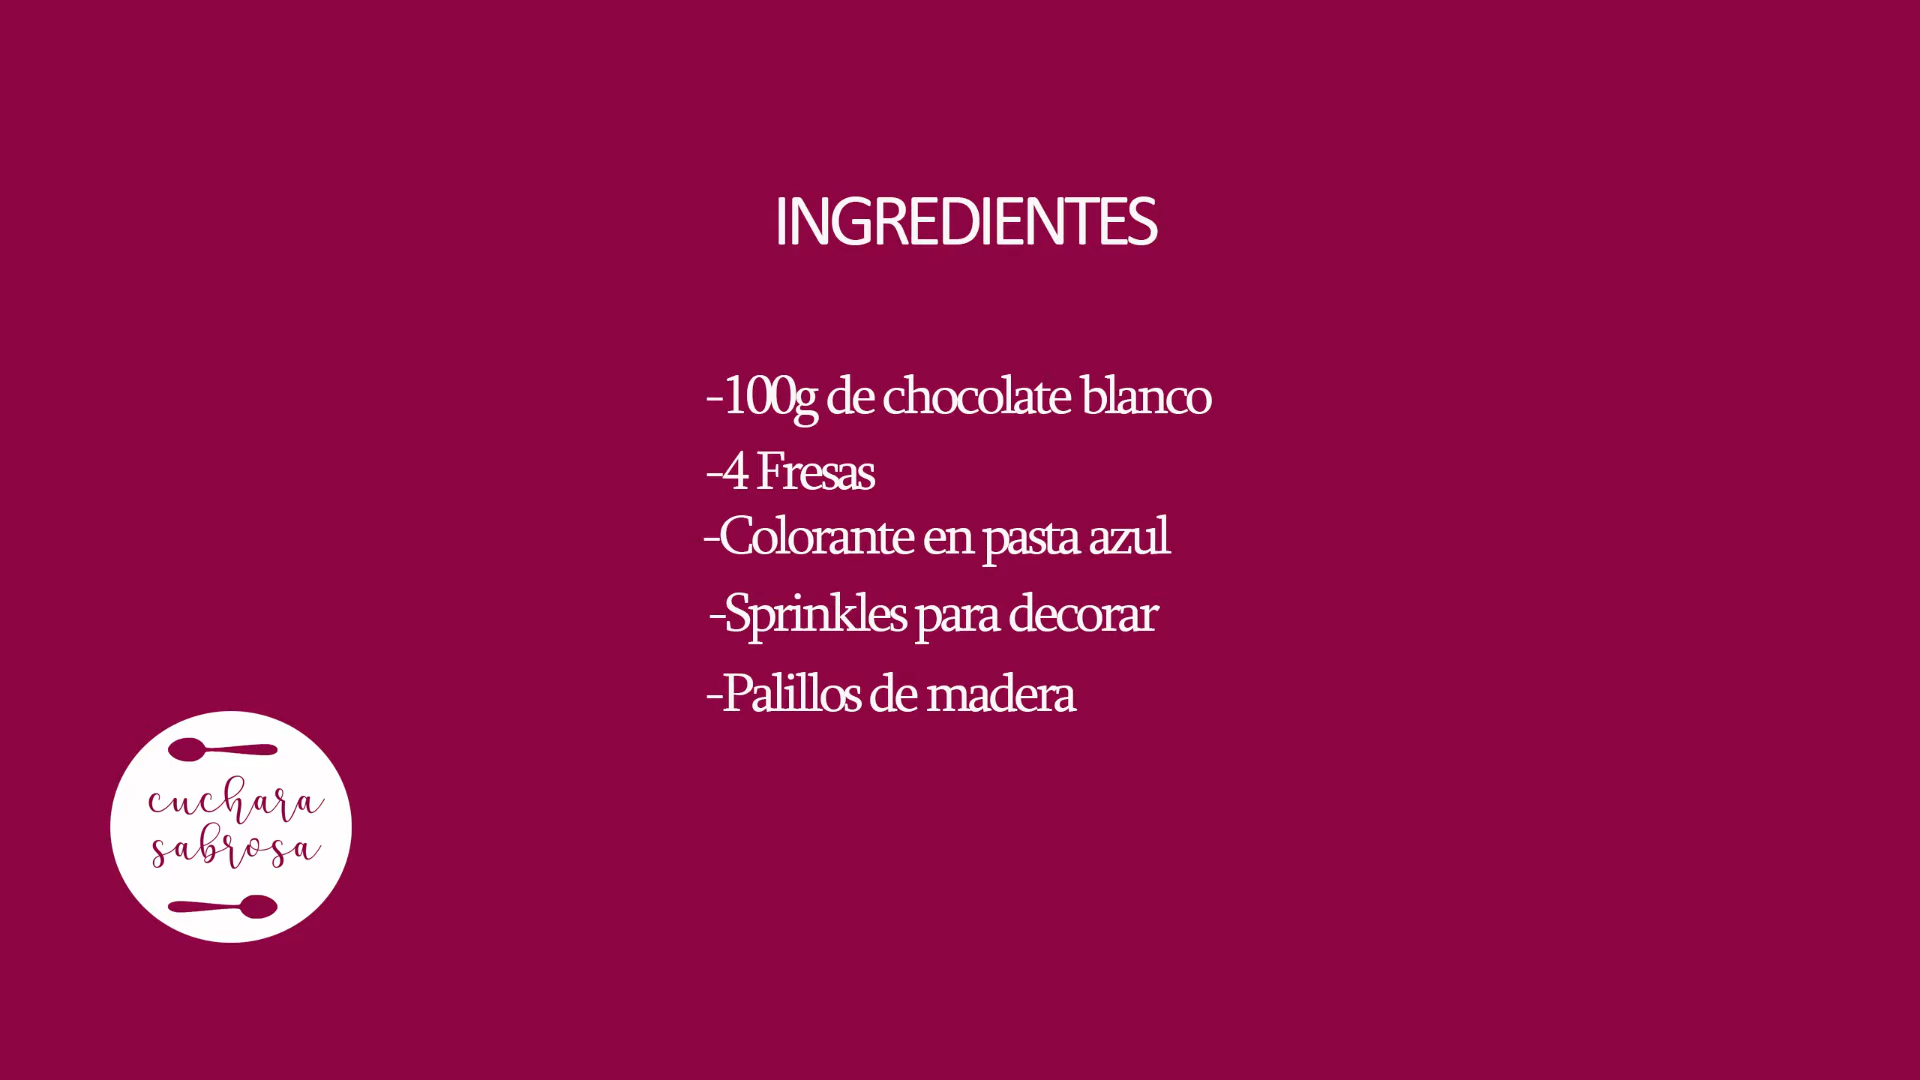 INGREDIENTES
-100g de chocolate blanco
-4 Fresas
-Colorante en pasta azul
-Sprinkles para decorar
-Palillos de madera
cuchara
sabrosa